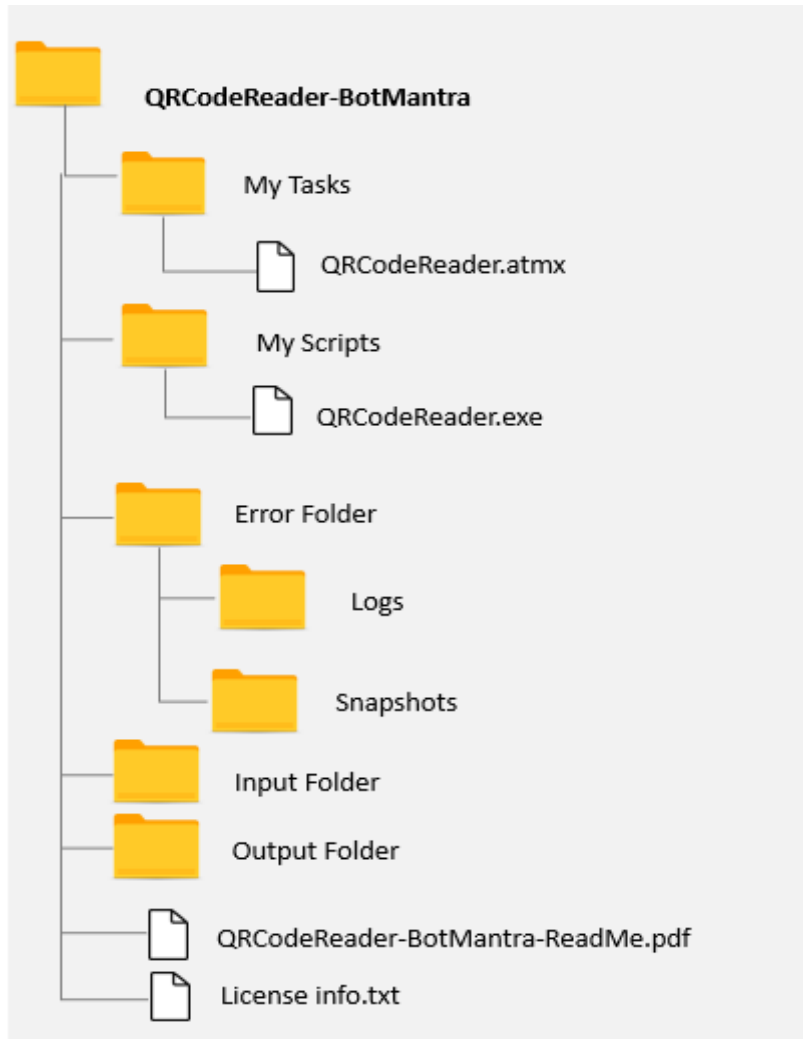 QRCodeReader-BotMantra
My Tasks
QRCodeReader.atmx
My Scripts
QRCodeReader.exe
Error Folder
Logs
Snapshots
Input Folder
Output Folder
QRCodeReader-BotMantra-ReadMe.pdf
License info.txt